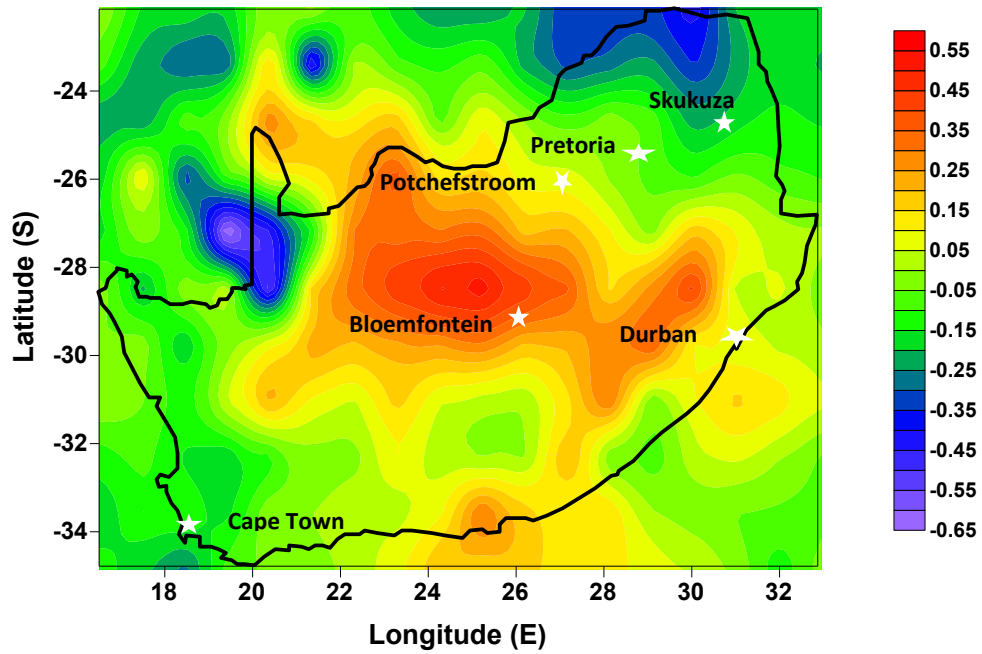 0.55
0.45
0.35
0.25
0.15
0.05
-0.05
-0.15
-0.25
-0.35
-0.45
-0.55
-0.65
-24
-26
-28
-30
-32
-34
Latitude (S)
Skukuza
Pretoria
Potchefstroom
Bloemfontein
Durban
Cape Town
18 20 22 24 26 28 30 32
Longitude (E)